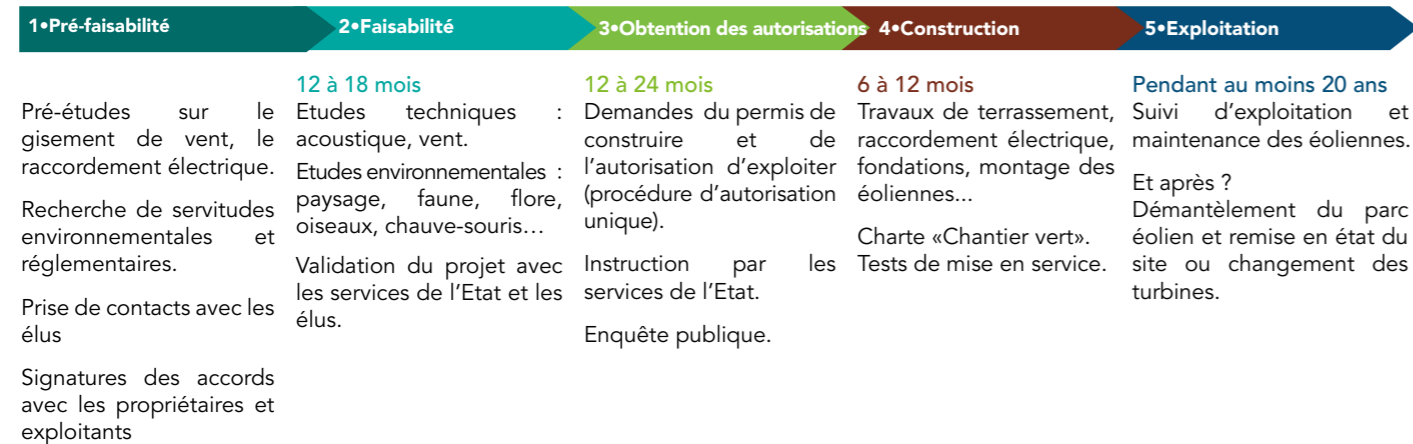 1•Pré-faisabilité
2•Faisabilité
3•Obtention des autorisations
4•Construction
5•Exploitation
Pré-études sur le
gisement de vent, le
raccordement électrique.
Recherche de servitudes
environnementales et
réglementaires.
Prise de contacts avec les
élus
Signatures des accords
avec les propriétaires et
exploitants
12 à 18 mois
Etudes techniques :
acoustique, vent.
Etudes environnementales :
paysage, faune, flore,
oiseaux, chauve-souris…
Validation du projet avec
les services de l’Etat et les
élus.
12 à 24 mois
Demandes du permis de
construire et de
l’autorisation d’exploiter
(procédure d’autorisation
unique).
Instruction par les
services de l’Etat.
Enquête publique.
6 à 12 mois
Travaux de terrassement,
raccordement électrique,
fondations, montage des
éoliennes...
Charte «Chantier vert».
Tests de mise en service.
Pendant au moins 20 ans
Suivi d’exploitation et
maintenance des éoliennes.
Et après ?
Démantèlement du parc
éolien et remise en état du
site ou changement des
turbines.